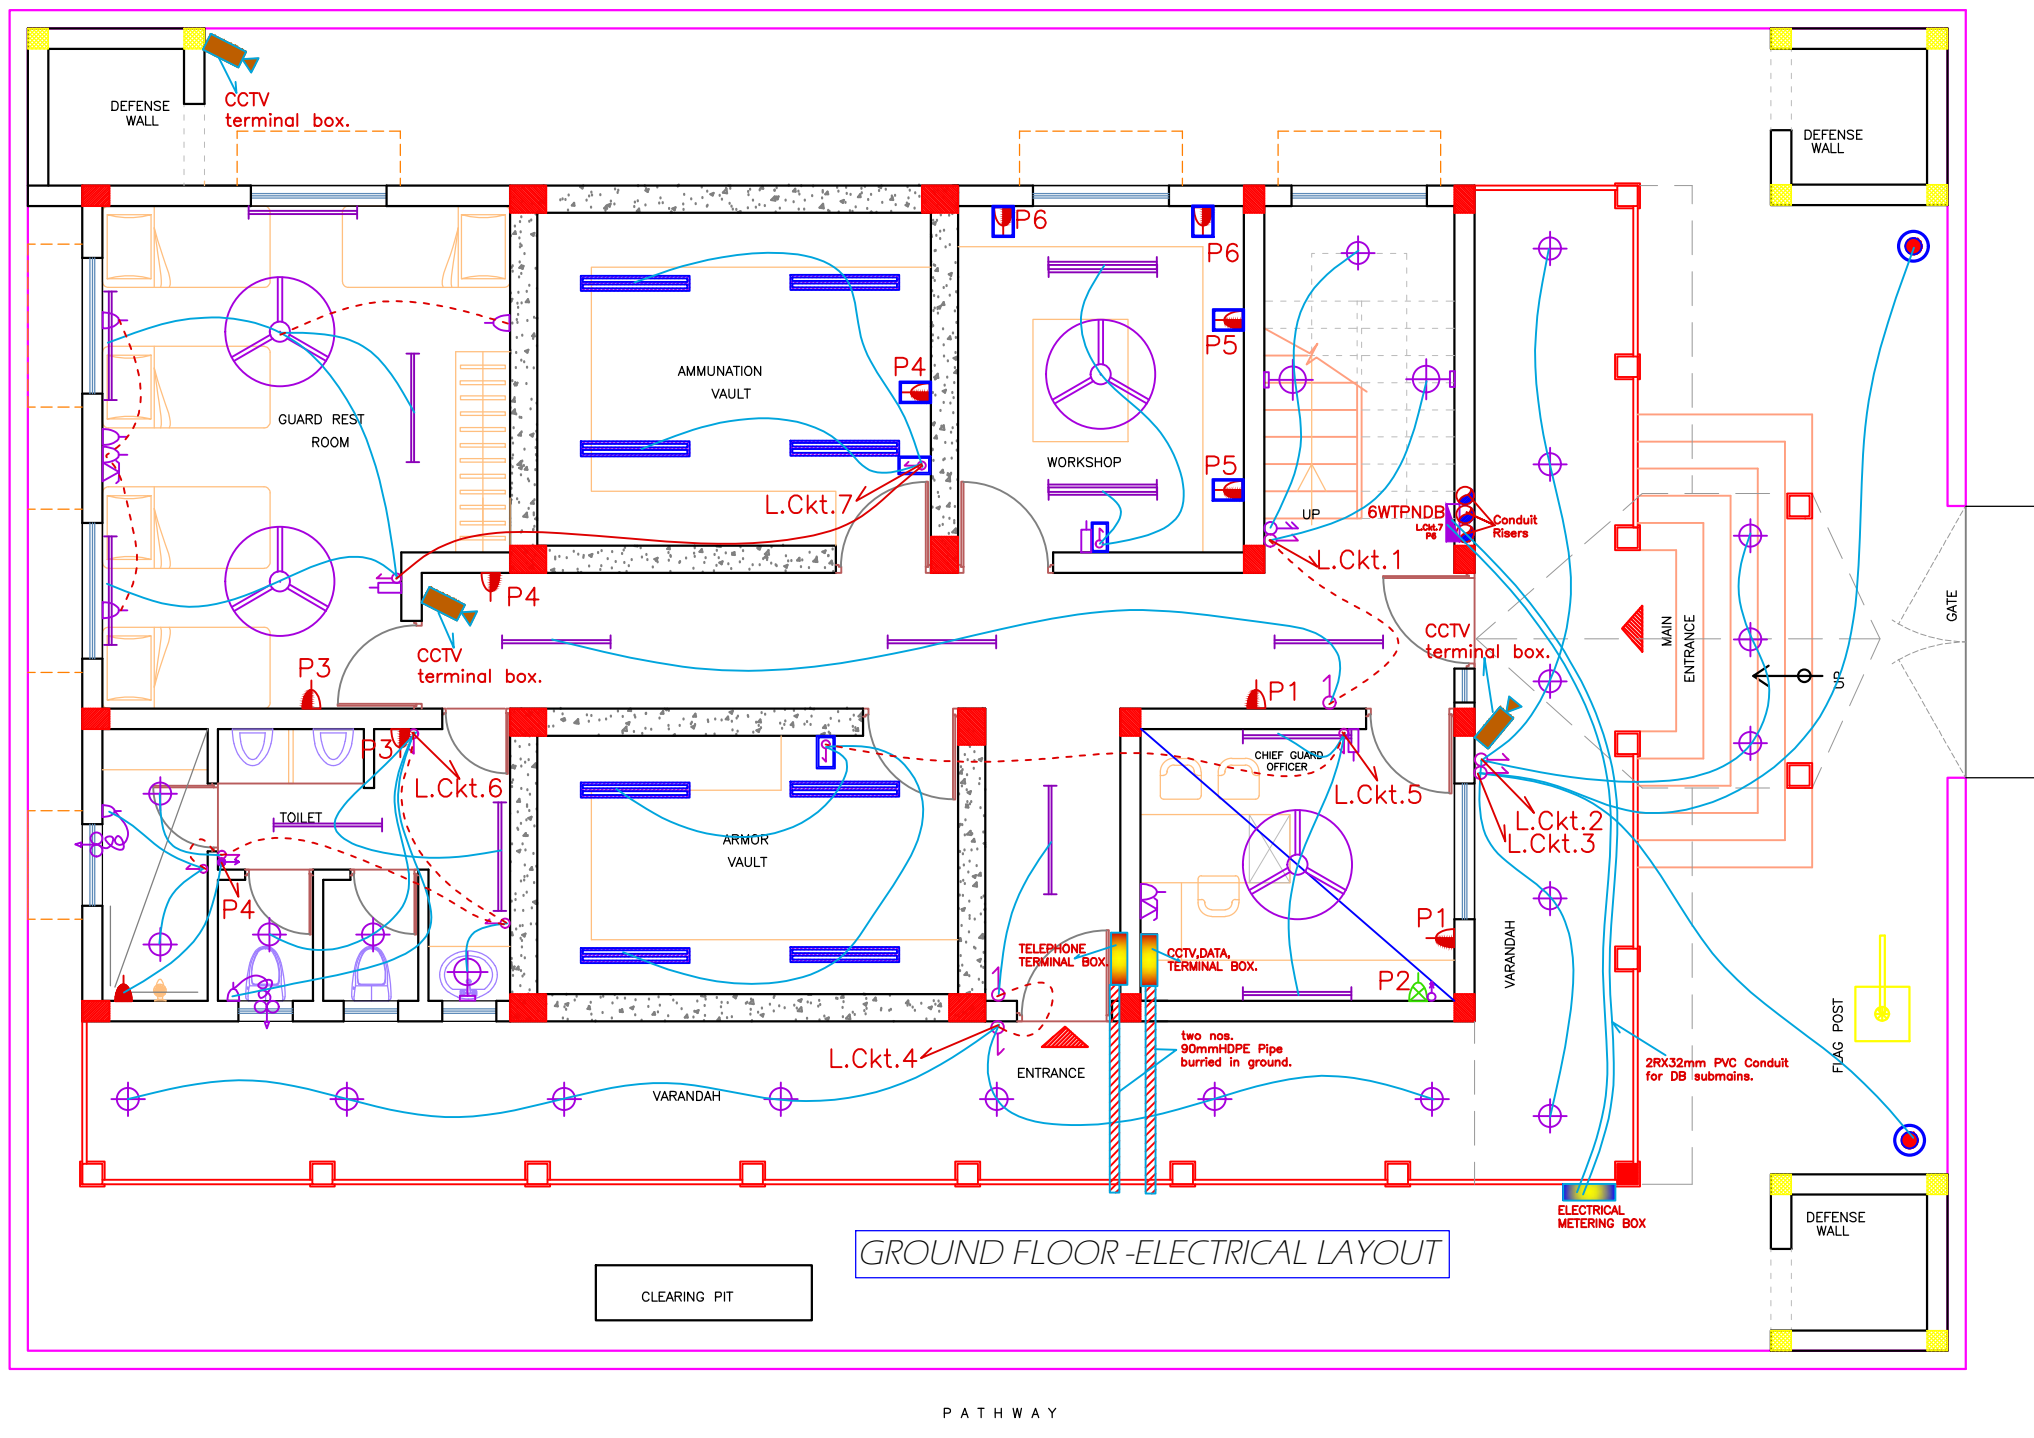 CCTV
terminal box.
DEFENSE
WALL
DEFENSE
WALL
P6
P6
P5
P4
AMMUNATION
VAULT
GUARD REST
ROOM
WORKSHOP
P5
L.Ckt.7
UP
6WTPNDB
L.Ckt.7
P6
Conduit
Risers
L.Ckt.1
P4
GATE
CCTV
terminal box.
CCTV
terminal box.
MAIN
ENTRANCE
UP
P3
P1
P3
CHIEF GUARD
OFFICER
L.Ckt.6
L.Ckt.5
TOILET
L.Ckt.2
L.Ckt.3
ARMOR
VAULT
P4
P1
TELEPHONE
TERMINAL BOX.
CCTV,DATA,
TERMINAL BOX.
P2
VARANDAH
FLAG POST
L.Ckt.4
two nos.
90mmHDPE Pipe
burried in ground.
ENTRANCE
2RX32mm PVC Conduit
for DB submains.
VARANDAH
ELECTRICAL
METERING BOX
DEFENSE
WALL
GROUND FLOOR -ELECTRICAL LAYOUT
CLEARING PIT
PATHWAY